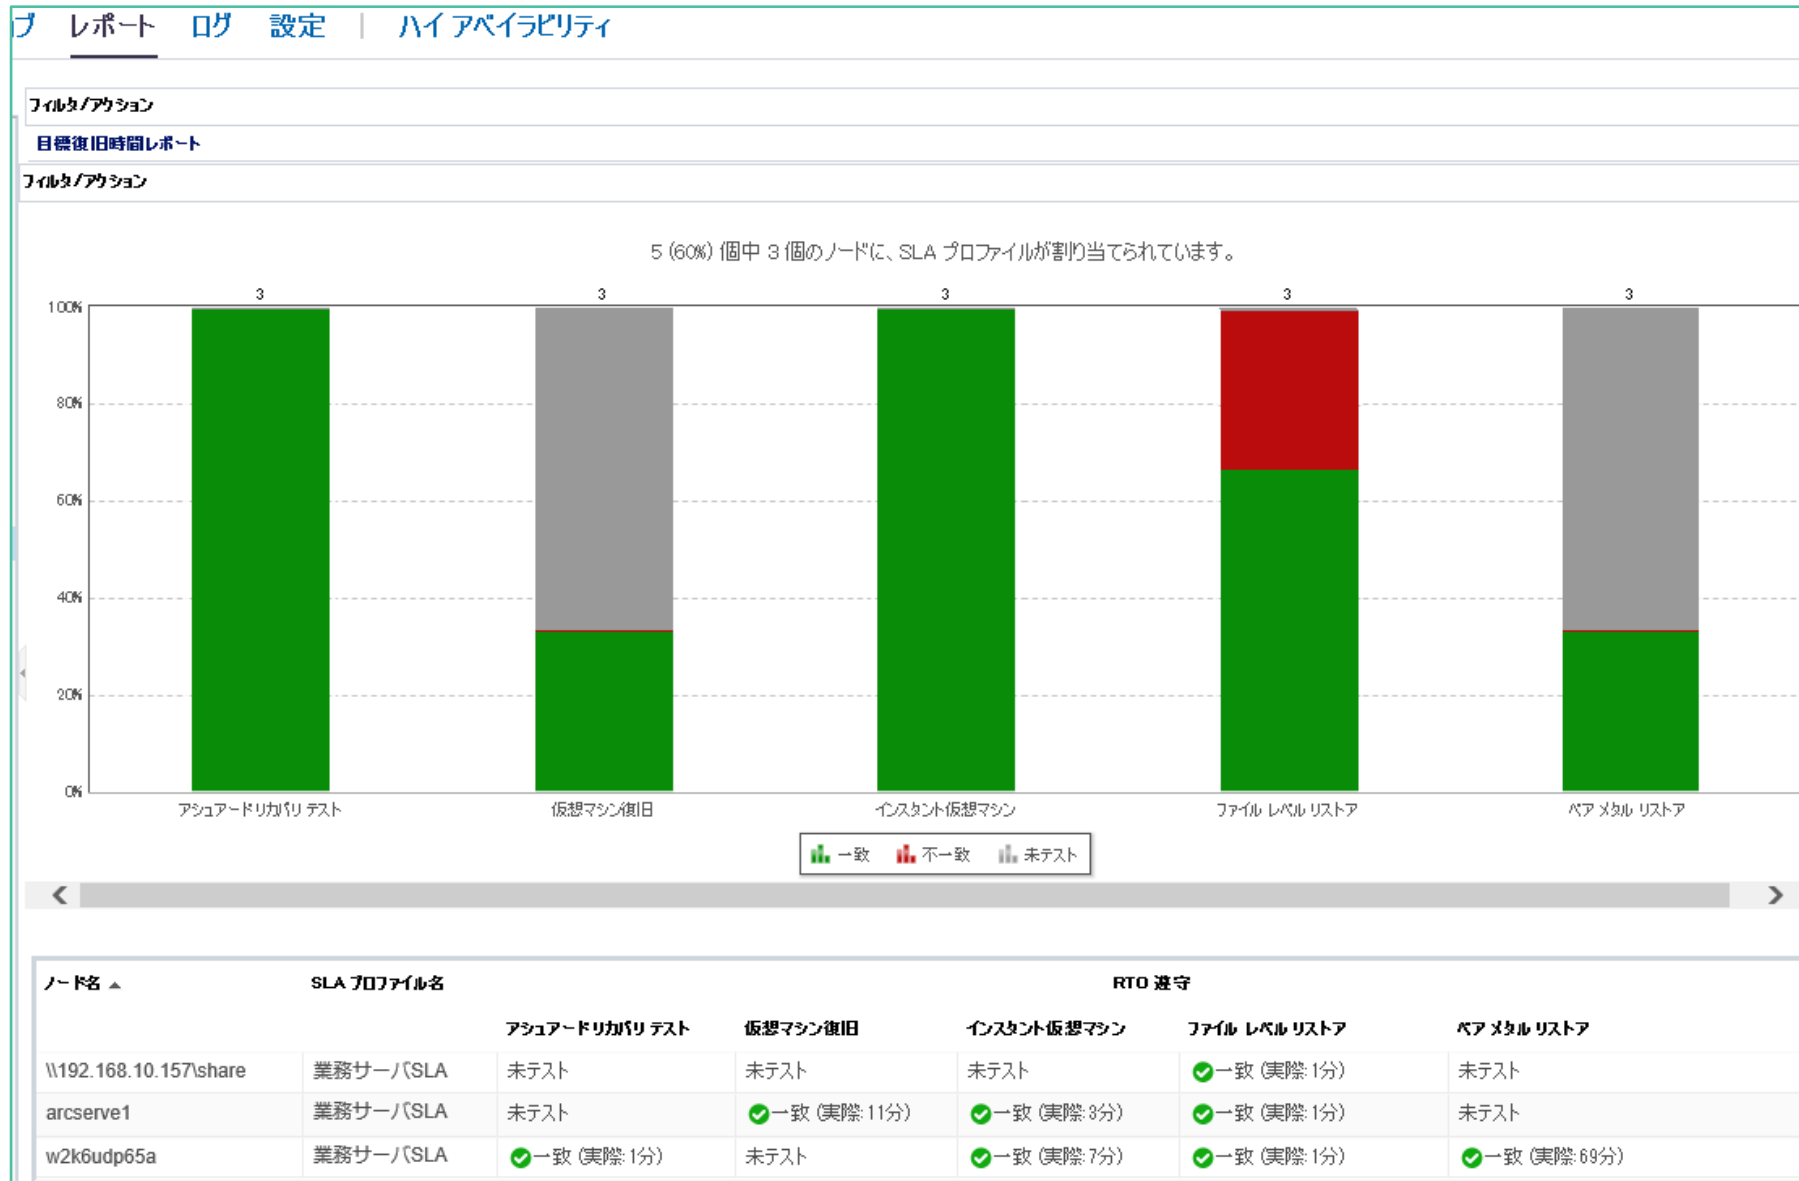 ブ レポート ログ 設定 | ハイ アベイラビリティ
フィルタ/アクション
目標復旧時間レポート
フィルタ/アクション
5 (60%) 個中 3 個のノードに、SLA プロファイルが割り当てられています。
3 3 3 3 3
100%
80%
60%
40%
20%
0%
アシュアード リカバリ テスト 仮想マシン復旧 インスタント仮想マシン ファイル レベル リストア ベア メタル リストア
一致 不一致 未テスト
ノード名 SLA プロファイル名 RTO 遵守
アシュアード リカバリ テスト 仮想マシン復旧 インスタント仮想マシン ファイル レベル リストア ベア メタル リストア
\\192.168.10.157\share 業務サーバSLA 未テスト 未テスト 未テスト 一致 (実際: 1分) 未テスト
arcserve1 業務サーバSLA 未テスト 一致 (実際: 11分) 一致 (実際: 3分) 一致 (実際: 1分) 未テスト
w2k6udp65a 業務サーバSLA 一致 (実際: 1分) 未テスト 一致 (実際: 7分) 一致 (実際: 1分) 一致 (実際: 69分)